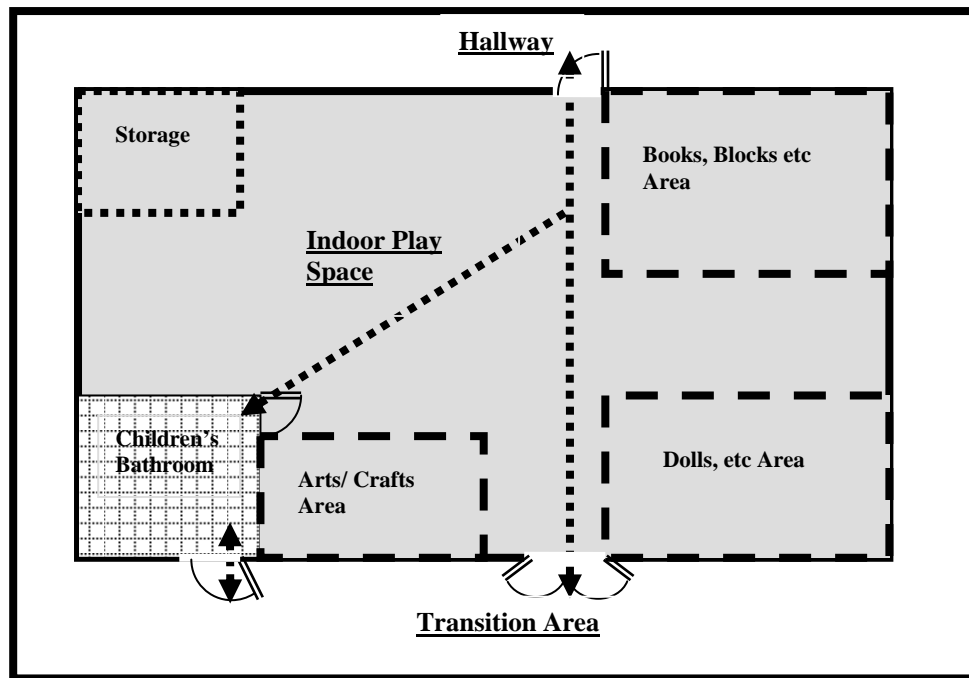 Hallway
Storage
Books, Blocks etc
Area
Indoor Play
Space
Children's
Bathroom
Arts/ Crafts
Area
Dolls, etc Area
Transition Area